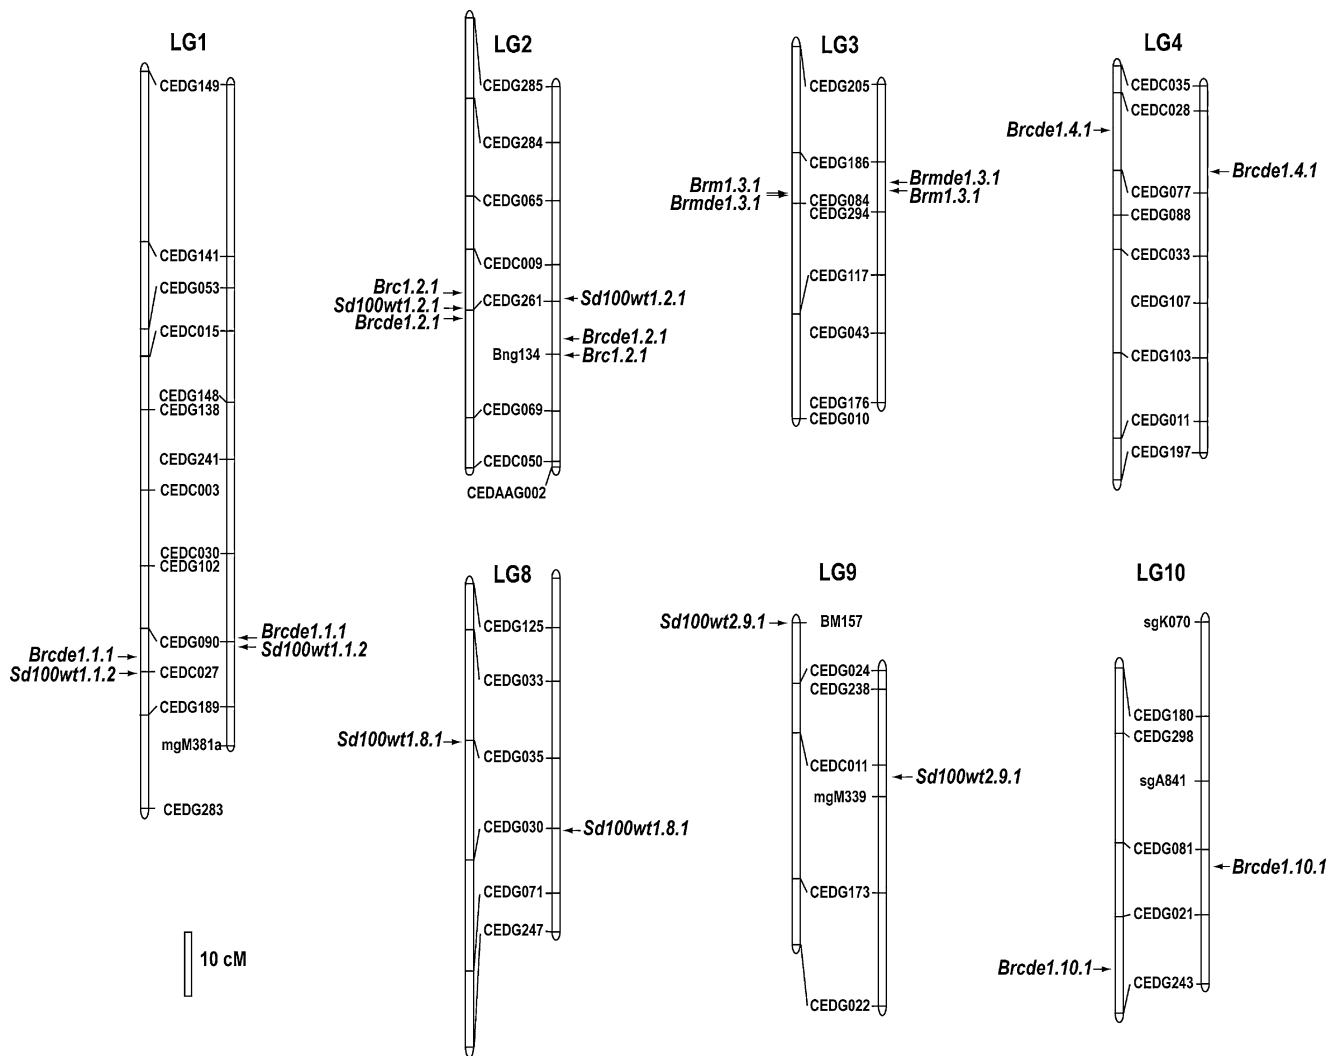 LG1
CEDG149
CEDG141
CEDG053
CEDC015
CEDG148
CEDG138
CEDG241
CEDC003
CEDC030
CEDG102
CEDG090
CEDC027
CEDG189
mgM381a
CEDG283
Brcde1.1.1
Sd100wt1.1.2
Brcde1.1.1
Sd100wt1.1.2
LG2
CEDG285
CEDG284
CEDG065
CEDC009
CEDG261
Bng134
CEDG069
CEDC050
CEDAAG002
Brc1.2.1
Sd100wt1.2.1
Brcde1.2.1
Sd100wt1.2.1
Brcde1.2.1
Brc1.2.1
LG3
CEDG205
CEDG186
CEDG084
CEDG294
CEDG117
CEDG043
CEDG176
CEDG010
Brm1.3.1
Brmde1.3.1
Brmde1.3.1
Brm1.3.1
LG4
CEDC035
CEDC028
CEDG077
CEDG088
CEDC033
CEDG107
CEDG103
CEDG011
CEDG197
Brcde1.4.1
Brcde1.4.1
LG8
CEDG125
CEDG033
CEDG035
CEDG030
CEDG071
CEDG247
Sd100wt1.8.1
Sd100wt1.8.1
LG9
BM157
CEDG024
CEDG238
CEDC011
mgM339
CEDG173
CEDG022
Sd100wt2.9.1
Sd100wt2.9.1
LG10
sgK070
CEDG180
CEDG298
sgA841
CEDG081
CEDG021
CEDG243
Brcde1.10.1
Brcde1.10.1
10 cM